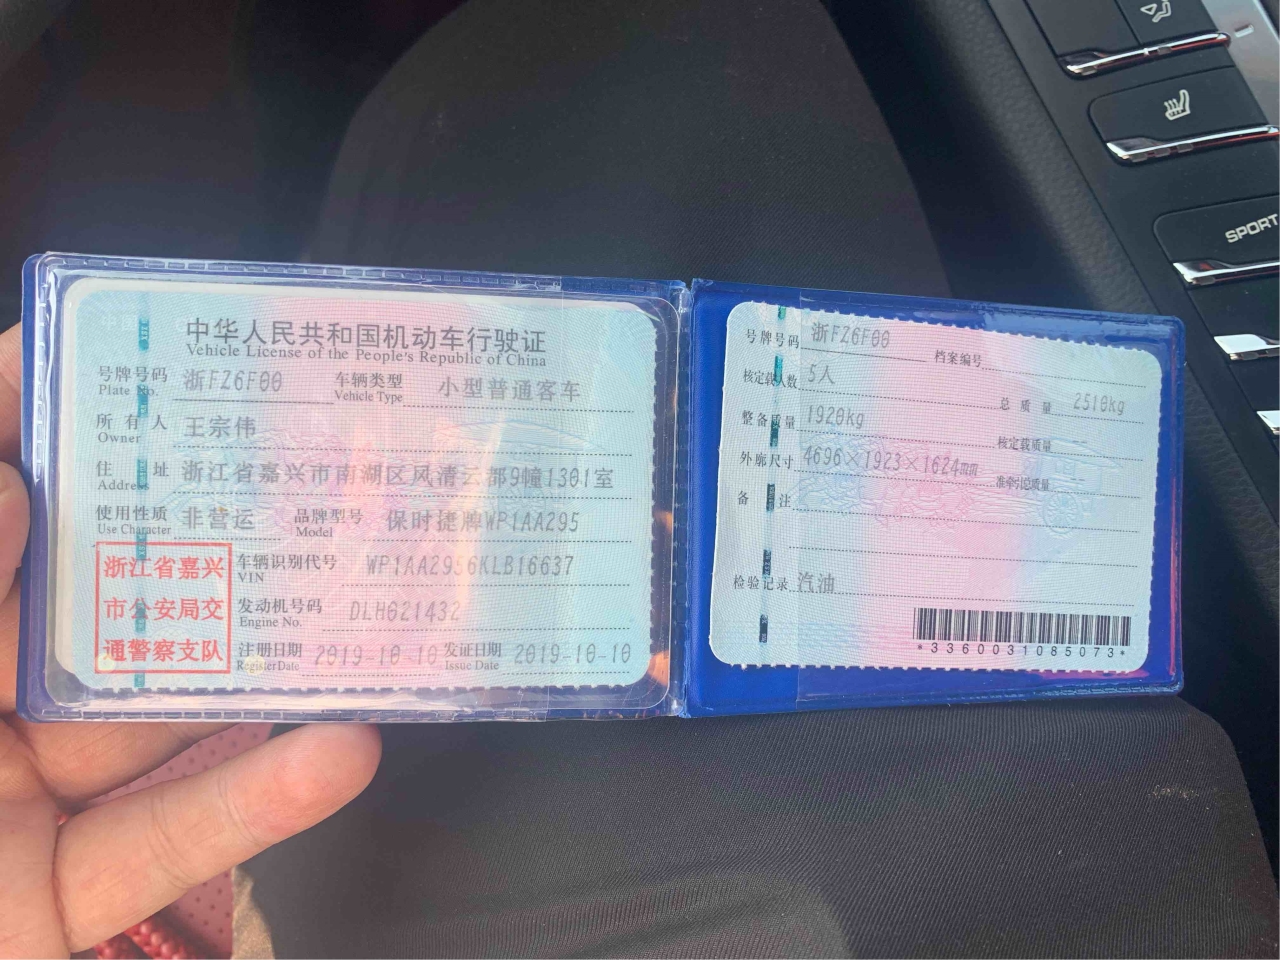 中华人民共和国机动车行驶证
Vehicle License of the People's Republic of China
号牌号码 浙FZ6F00 车辆类型 小型普通客车
Plate No. Vehicle Type
所有人 王宗伟
Owner
住址 浙江省嘉兴市南湖区风清云都9幢1301室
Address
使用性质 非营运 品牌型号 保时捷牌WP1AA295
Use Character Model
浙江省嘉兴
市公安局交
通警察支队
车辆识别代号 WP1AA2956KLB16637
VIN
发动机号码 DLH621432
Engine No.
注册日期 2019-10-10 发证日期 2019-10-10
Register Date Issue Date
号牌号码 浙FZ6F00 档案编号
核定载人数 5人 总质量 2510kg
整备质量 1920kg 核定载质量 --
外廓尺寸 4696×1923×1624mm 准牵引总质量 --
备注
检验记录 汽油
*3360031085073*
SPORT